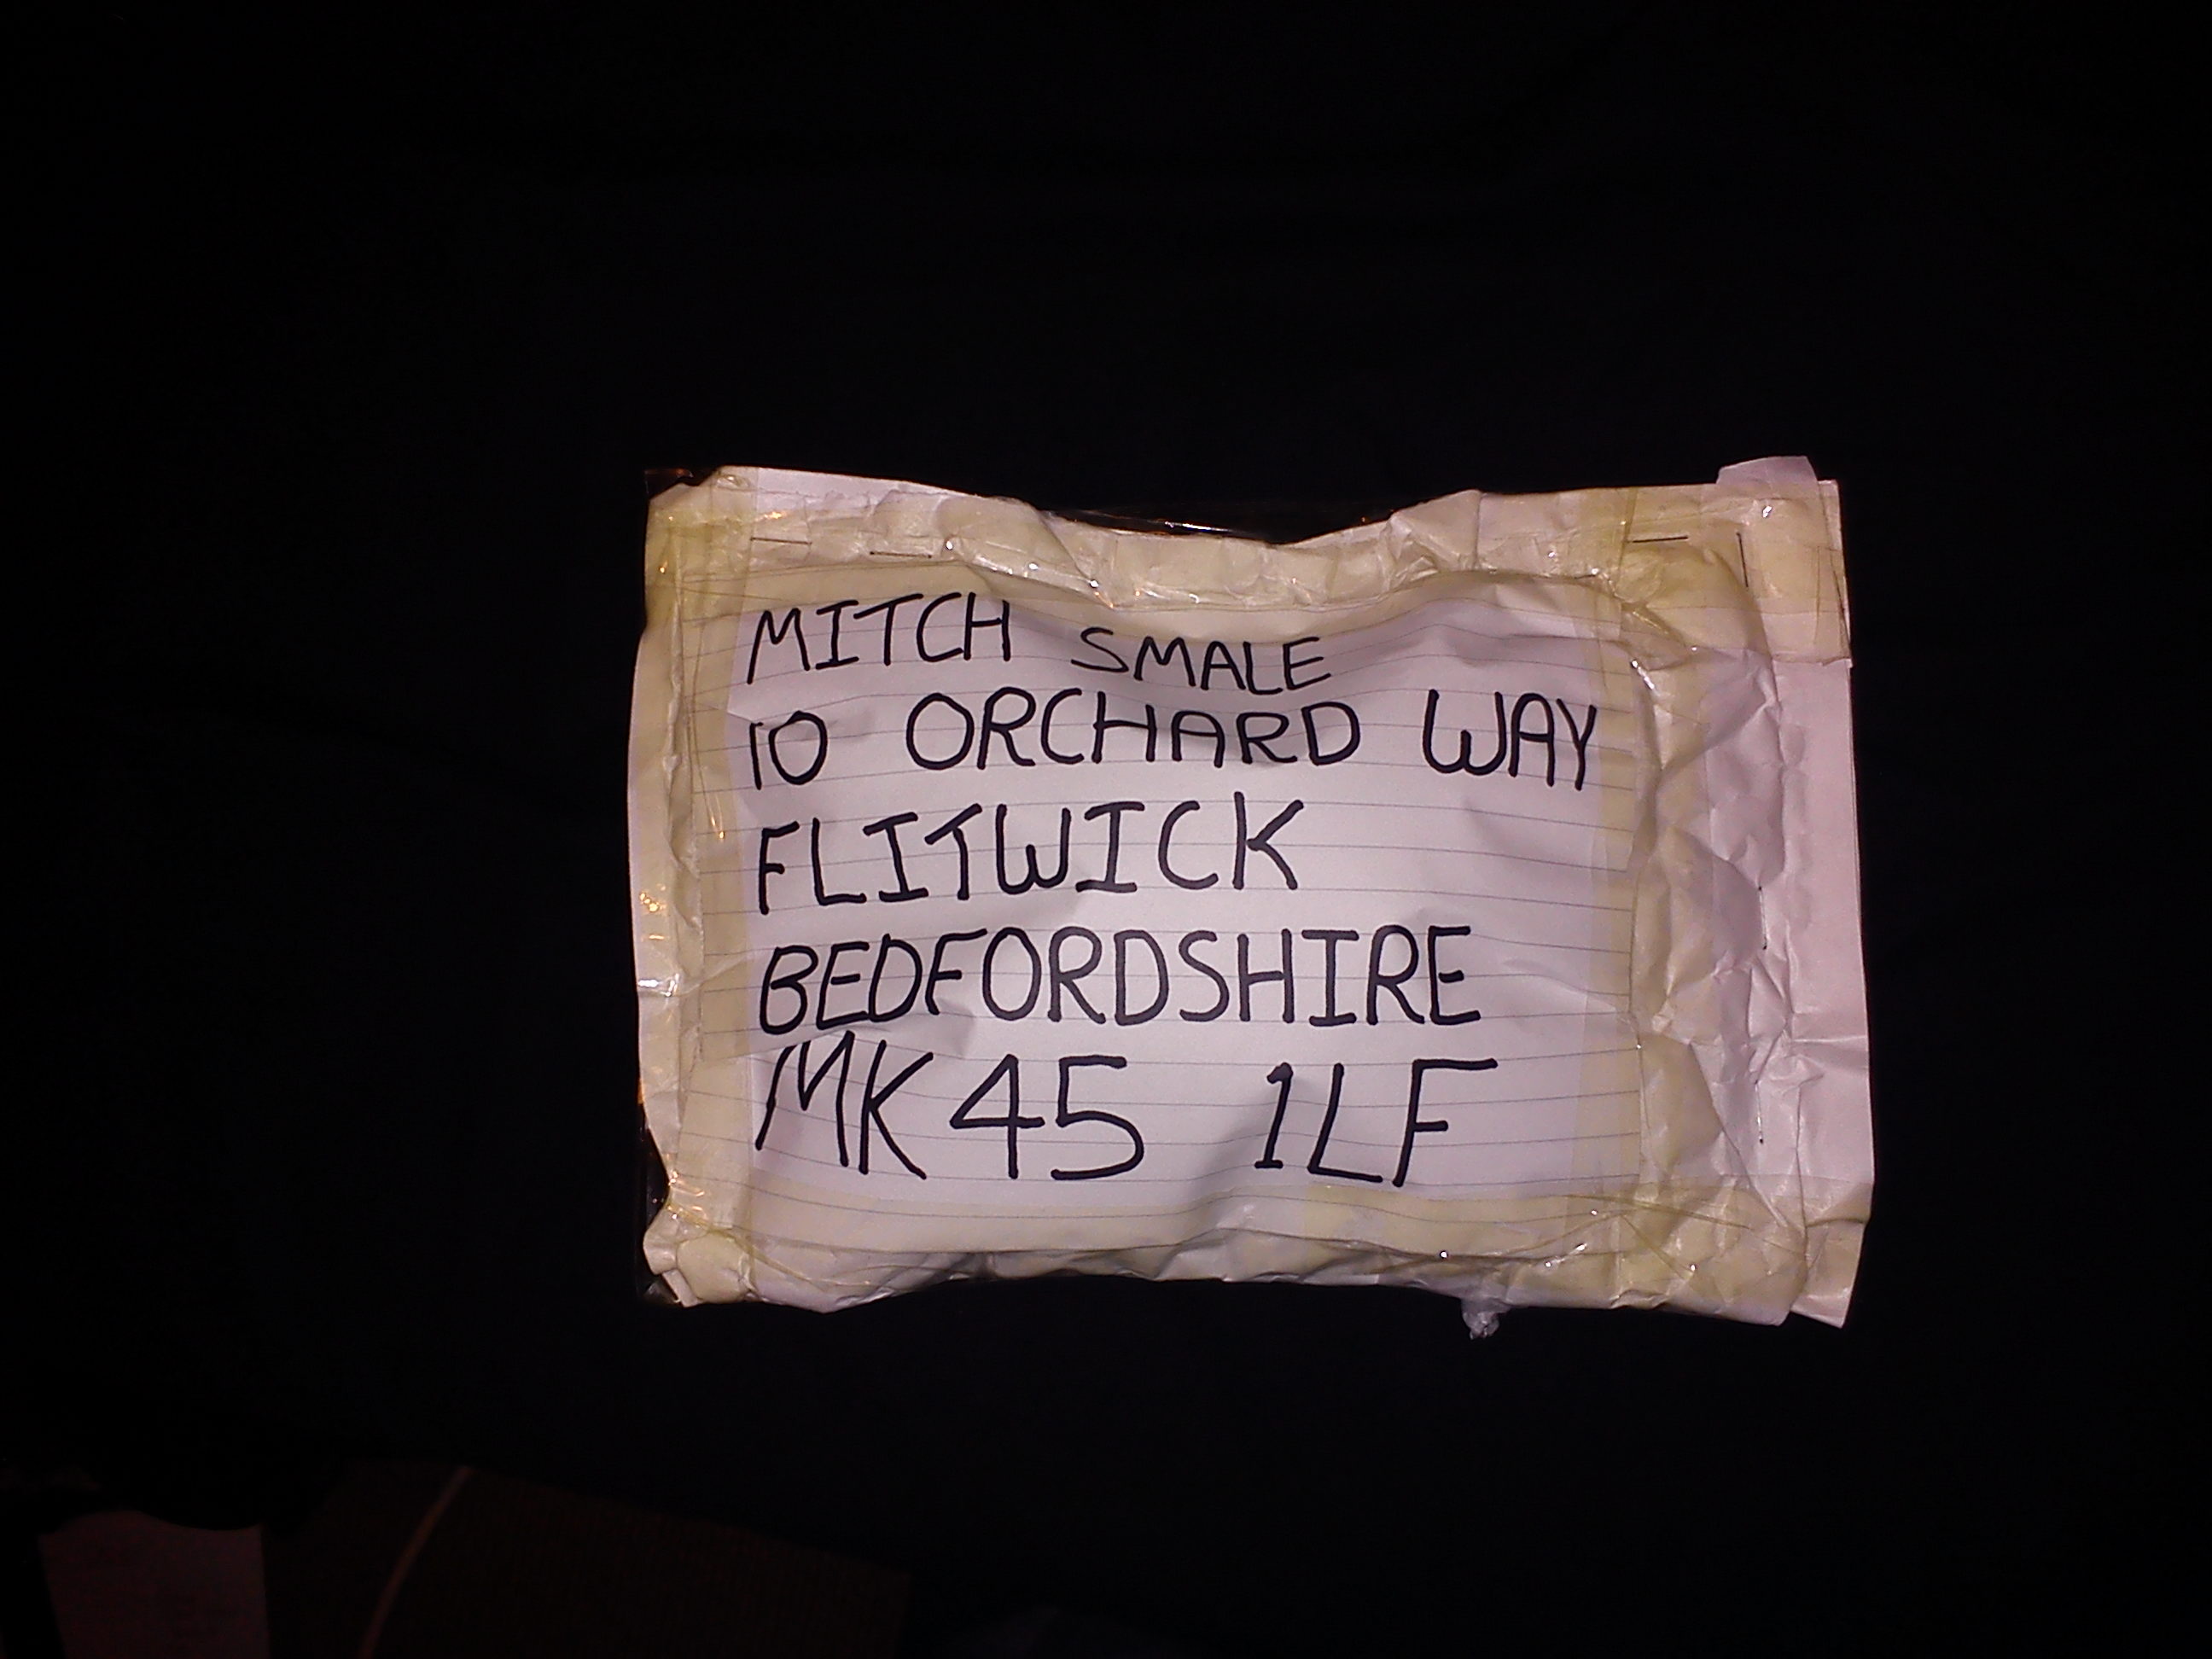 MITCH SMALE
10 ORCHARD WAY
FLITWICK
BEDFORDSHIRE
MK45 1LF